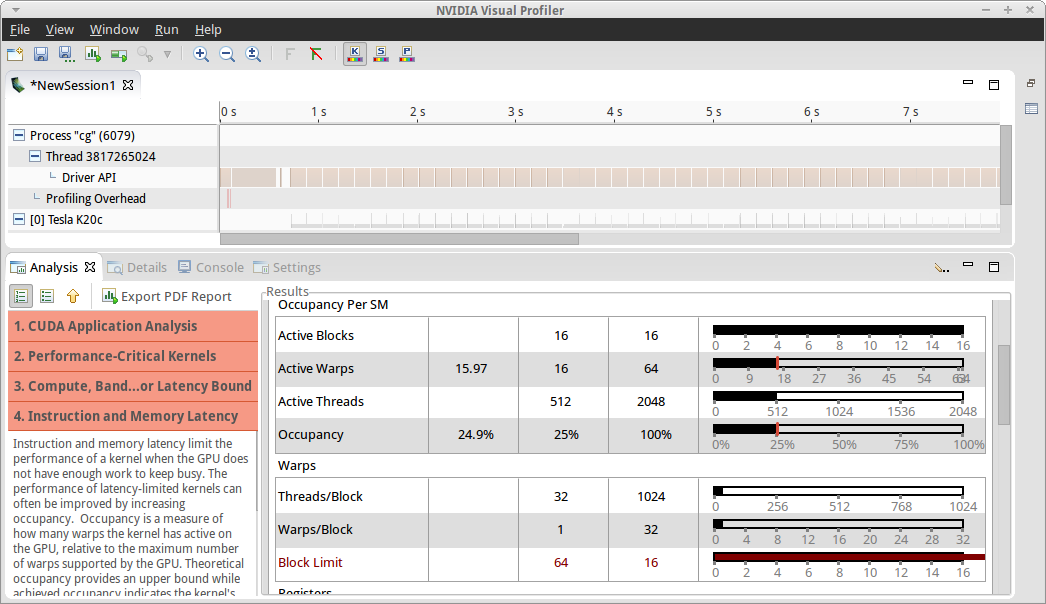 NVIDIA Visual Profiler
File View Window Run Help
F K S P
*NewSession1
0 s 1 s 2 s 3 s 4 s 5 s 6 s 7 s
Process "cg" (6079)
Thread 3817265024
Driver API
Profiling Overhead
[0] Tesla K20c
Analysis Details Console Settings
Export PDF Report
Results
1. CUDA Application Analysis
2. Performance-Critical Kernels
3. Compute, Band...or Latency Bound
4. Instruction and Memory Latency
Instruction and memory latency limit the
performance of a kernel when the GPU does
not have enough work to keep busy. The
performance of latency-limited kernels can
often be improved by increasing
occupancy. Occupancy is a measure of
how many warps the kernel has active on
the GPU, relative to the maximum number
of warps supported by the GPU. Theoretical
occupancy provides an upper bound while
achieved occupancy indicates the kernel's
Occupancy Per SM
Active Blocks 16 16
0 2 4 6 8 10 12 14 16
Active Warps 15.97 16 64
0 9 18 27 36 45 54 63 64
Active Threads 512 2048
0 512 1024 1536 2048
Occupancy 24.9% 25% 100%
0% 25% 50% 75% 100%
Warps
Threads/Block 32 1024
0 256 512 768 1024
Warps/Block 1 32
0 4 8 12 16 20 24 28 32
Block Limit 64 16
0 2 4 6 8 10 12 14 16
Registers